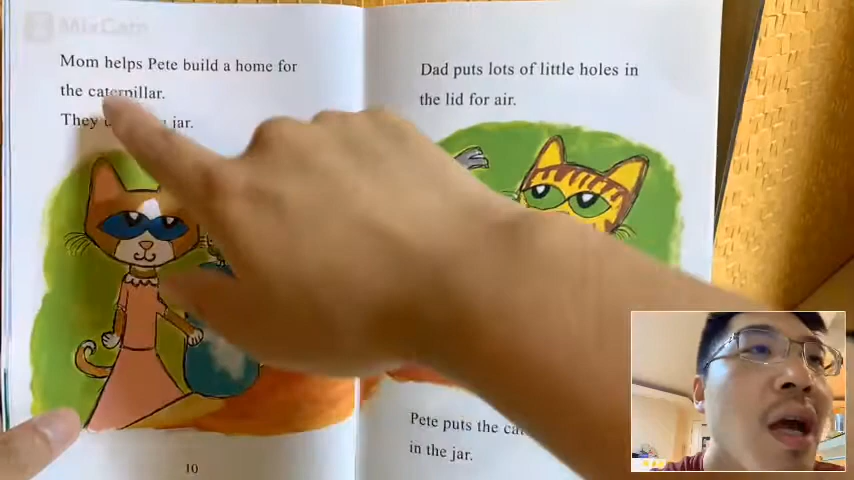 MixCam
Mom helps Pete build a home for
the caterpillar.
They jar.
10
Dad puts lots of little holes in
the lid for air.
Pete puts the
in the jar.